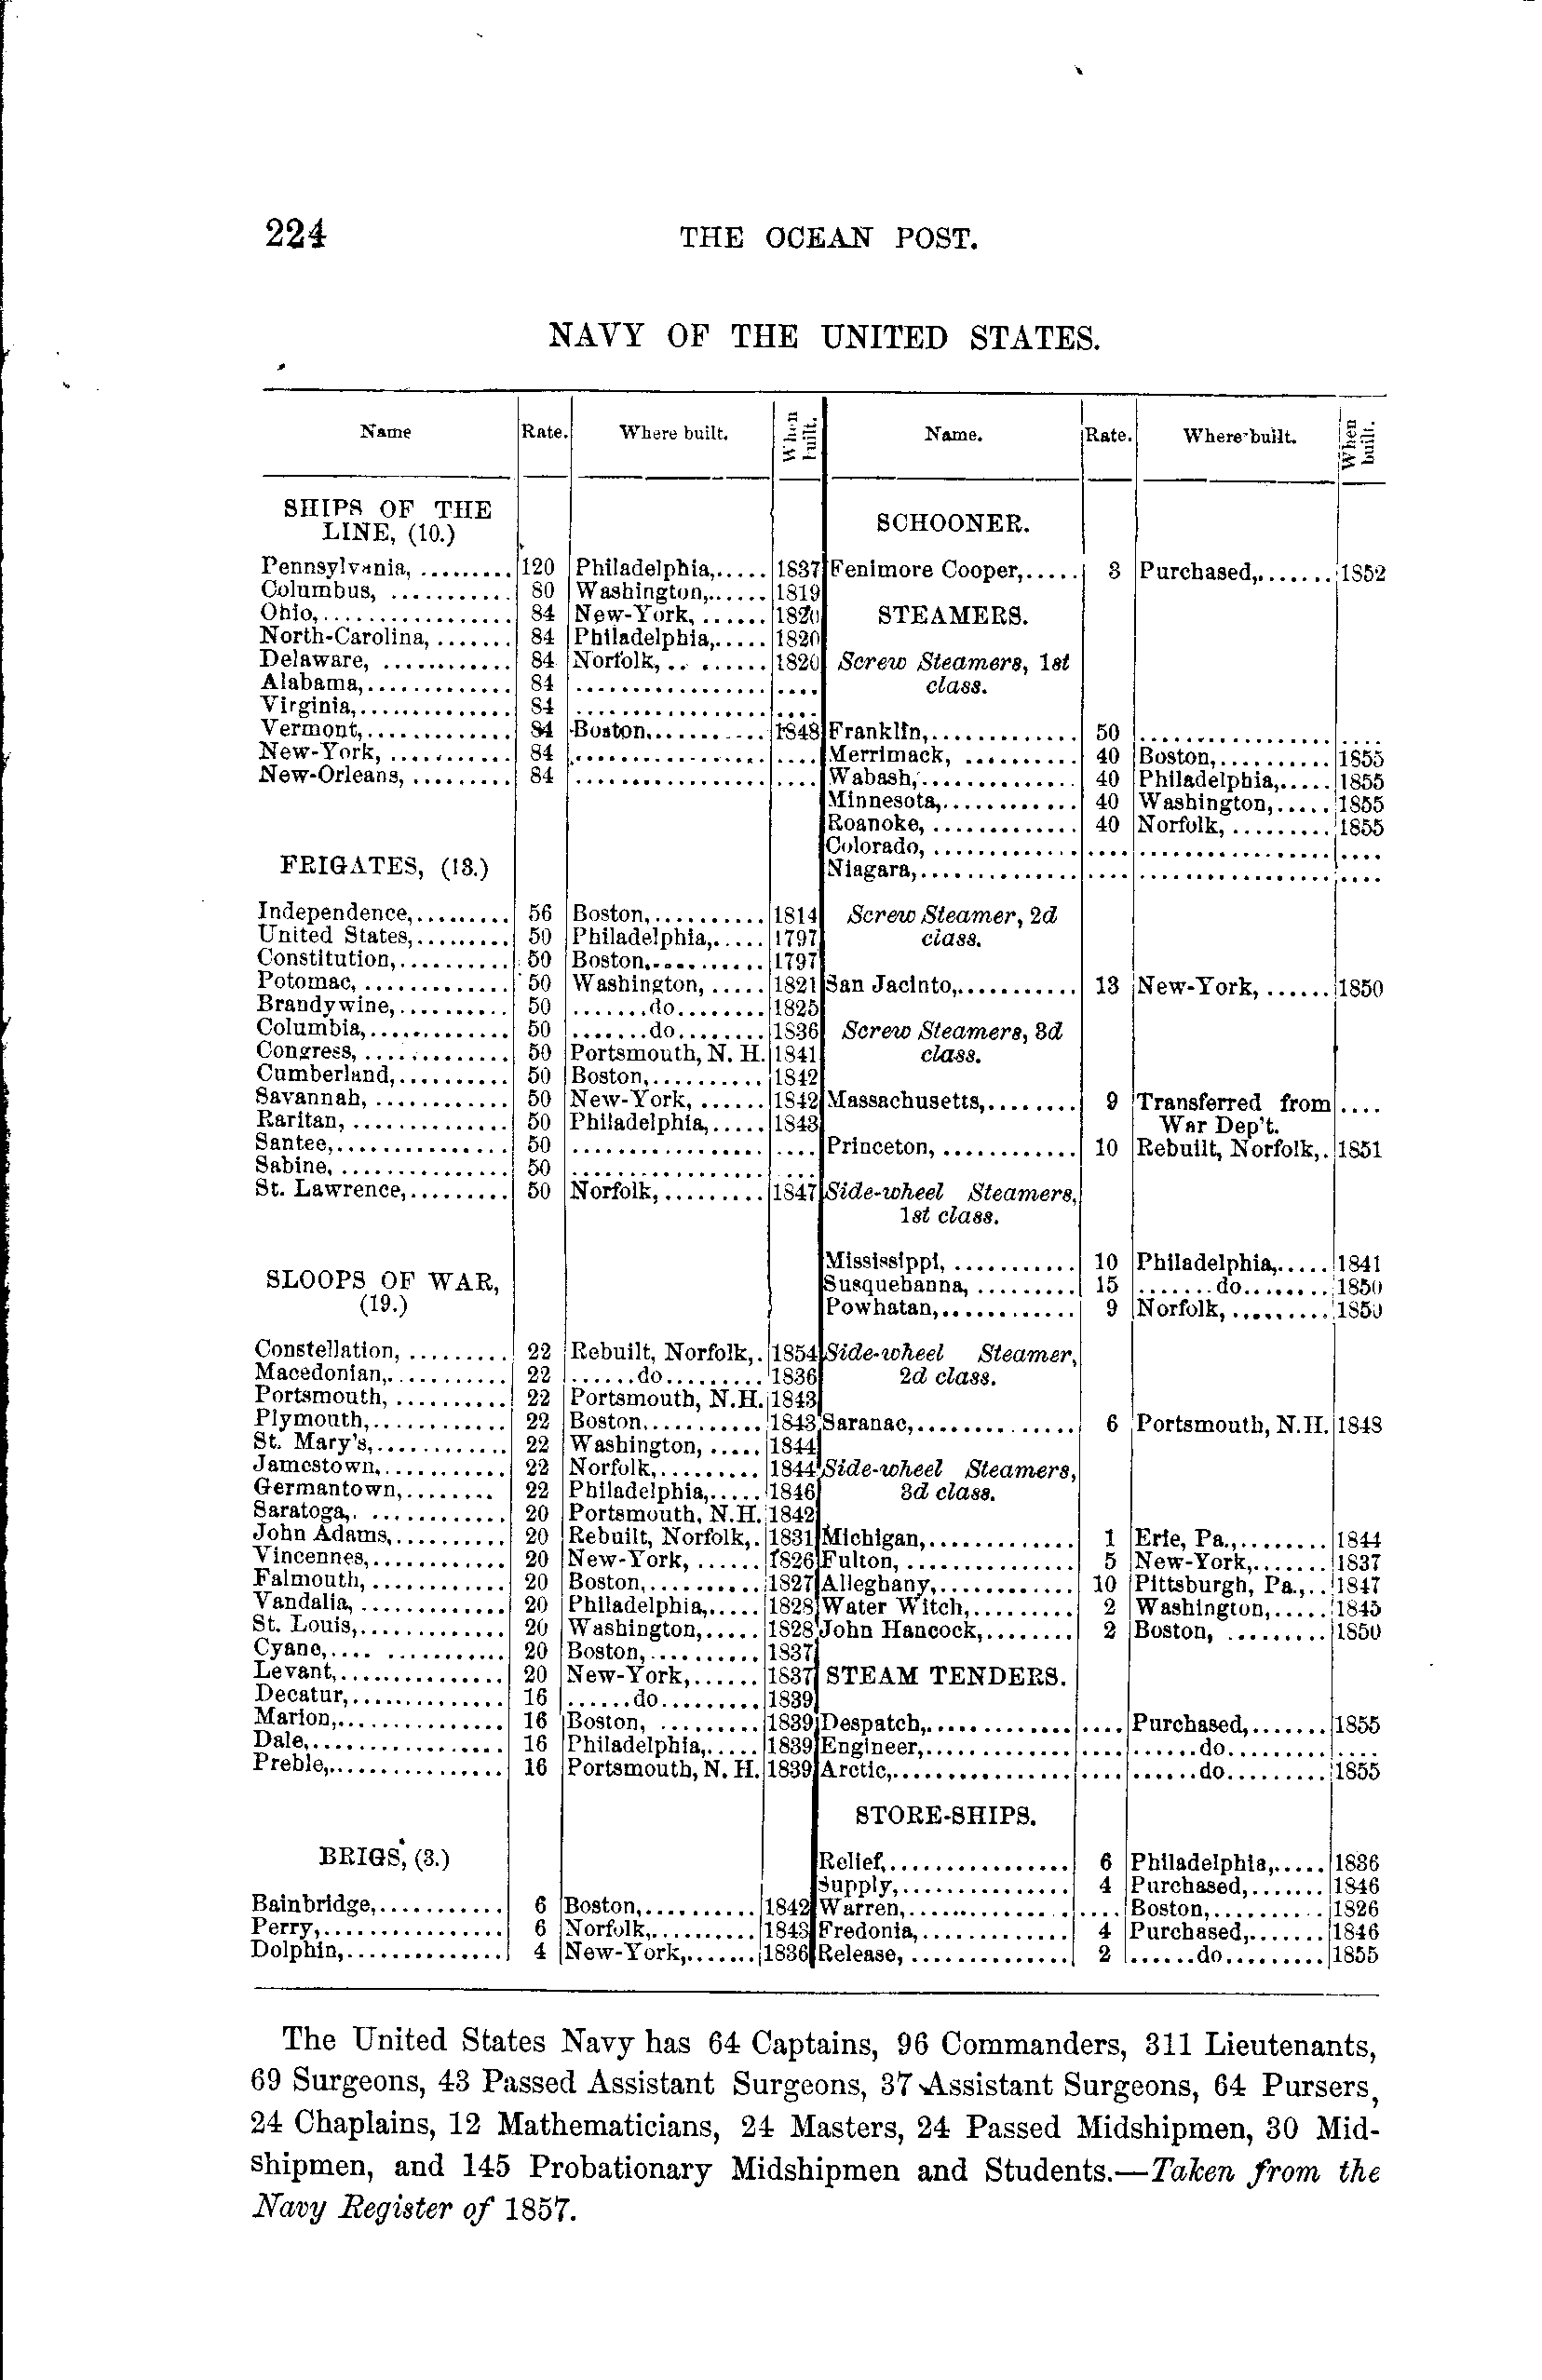 224 THE OCEAN POST.
NAVY OF THE UNITED STATES.
Name Rate. Where built. When built.
SHIPS OF THE
LINE, (10.)
Pennsylvania, ......... 120 Philadelphia,..... 1837
Columbus, ........... 80 Washington,...... 1819
Ohio,................. 84 New-York, ...... 1820
North-Carolina, ....... 84 Philadelphia,..... 1820
Delaware, ............ 84 Norfolk, .. ...... 1820
Alabama,............. 84 ................. ....
Virginia,.............. 84 ................. ....
Vermont,............. 84 Boston........... 1848
New-York, ........... 84 ................. ....
New-Orleans, ......... 84 ................. ....
FRIGATES, (13.)
Independence,......... 56 Boston,.......... 1814
United States,......... 50 Philadelphia,..... 1797
Constitution,.......... 50 Boston........... 1797
Potomac, ............. 50 Washington, ..... 1821
Brandywine,.......... 50 .......do........ 1825
Columbia,............. 50 .......do........ 1836
Congress, ............. 50 Portsmouth, N. H. 1841
Cumberland,.......... 50 Boston,.......... 1842
Savannah, ............ 50 New-York, ...... 1842
Raritan, .............. 50 Philadelphia,..... 1843
Santee,................ 50 ................. ....
Sabine, ............... 50 ................. ....
St. Lawrence,......... 50 Norfolk, ......... 1847
SLOOPS OF WAR,
(19.)
Constellation, ......... 22 Rebuilt, Norfolk,. 1854
Macedonian,........... 22 ......do......... 1836
Portsmouth, .......... 22 Portsmouth, N.H. 1843
Plymouth,............ 22 Boston........... 1843
St. Mary's,............ 22 Washington, ..... 1844
Jamestown,........... 22 Norfolk,......... 1844
Germantown,........ 22 Philadelphia,..... 1846
Saratoga,. ............ 20 Portsmouth, N.H. 1842
John Adams,.......... 20 Rebuilt, Norfolk,. 1831
Vincennes,............ 20 New-York, ...... 1826
Falmouth, ............ 20 Boston,.......... 1827
Vandalia, ............. 20 Philadelphia,..... 1828
St. Louis,............. 20 Washington,..... 1828
Cyane,.... ........... 20 Boston,.......... 1837
Levant,............... 20 New-York,...... 1837
Decatur,.............. 16 ......do......... 1839
Marion,............... 16 Boston, ......... 1839
Dale,................. 16 Philadelphia,..... 1839
Preble,................ 16 Portsmouth, N. H. 1839
BRIGS, (3.)
Bainbridge,........... 6 Boston,.......... 1842
Perry,................ 6 Norfolk,.......... 1843
Dolphin,.............. 4 New-York,....... 1836
Name. Rate. Where built. When built.
SCHOONER.
Fenimore Cooper,..... 3 Purchased,....... 1852
STEAMERS.
Screw Steamers, 1st
class.
Franklin,............. 50 ................. ....
Merrimack, .......... 40 Boston,.......... 1855
Wabash,.............. 40 Philadelphia,..... 1855
Minnesota,............ 40 Washington,..... 1855
Roanoke, ............. 40 Norfolk, ......... 1855
Colorado, ............. .... ................. ....
Niagara,.............. .... ................. ....
Screw Steamer, 2d
class.
San Jacinto,........... 13 New-York, ...... 1850
Screw Steamers, 3d
class.
Massachusetts,........ 9 Transferred from ....
War Dep't.
Princeton, ............ 10 Rebuilt, Norfolk,. 1851
Side-wheel Steamers,
1st class.
Mississippi, ........... 10 Philadelphia,..... 1841
Susquehanna, ......... 15 .......do........ 1850
Powhatan,............ 9 Norfolk, ......... 1850
Side-wheel Steamer,
2d class.
Saranac,.............. 6 Portsmouth, N.H. 1848
Side-wheel Steamers,
3d class.
Michigan,............. 1 Erie, Pa.,........ 1844
Fulton, ............... 5 New-York,....... 1837
Alleghany,............ 10 Pittsburgh, Pa.,.. 1847
Water Witch,......... 2 Washington,..... 1845
John Hancock,........ 2 Boston, ......... 1850
STEAM TENDERS.
Despatch,............. .... Purchased,....... 1855
Engineer,............. .... ......do......... ....
Arctic,................ .... ......do......... 1855
STORE-SHIPS.
Relief,................ 6 Philadelphia,..... 1836
Supply,............... 4 Purchased,....... 1846
Warren,.............. .... Boston,.......... 1826
Fredonia,............. 4 Purchased,....... 1846
Release, .............. 2 ......do......... 1855
The United States Navy has 64 Captains, 96 Commanders, 311 Lieutenants,
69 Surgeons, 43 Passed Assistant Surgeons, 37 Assistant Surgeons, 64 Pursers,
24 Chaplains, 12 Mathematicians, 24 Masters, 24 Passed Midshipmen, 30 Mid-
shipmen, and 145 Probationary Midshipmen and Students.—Taken from the
Navy Register of 1857.